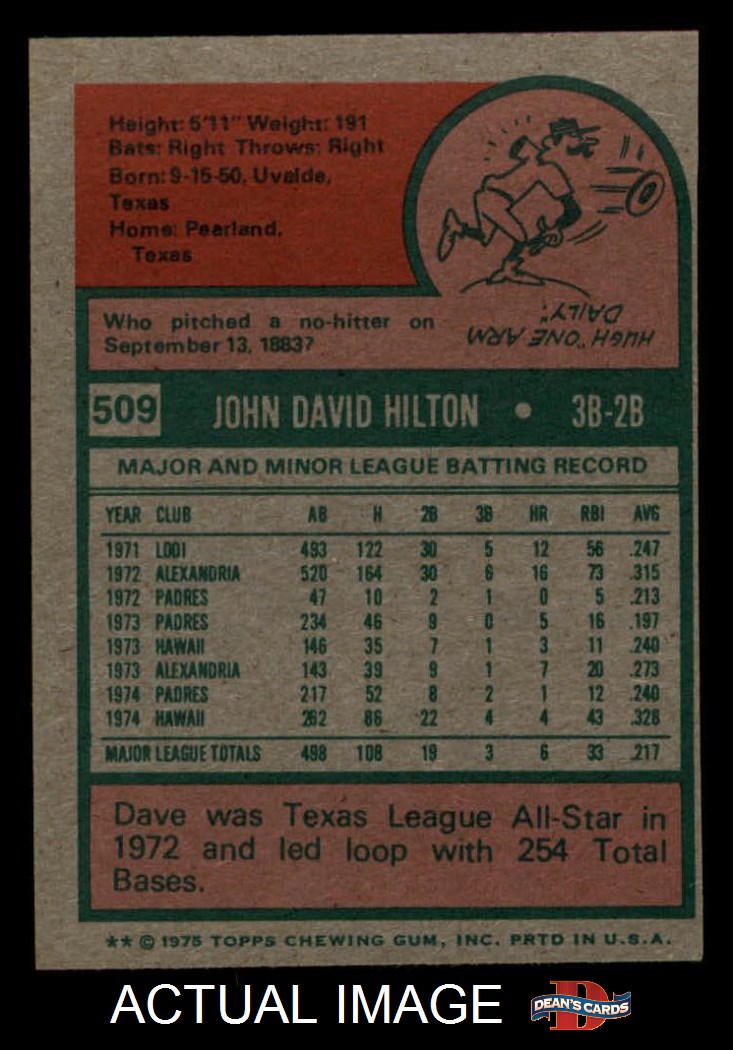 Height: 5'11" Weight: 191
Bats: Right Throws: Right
Born: 9-15-50, Uvalde,
Texas
Home: Pearland,
Texas
Who pitched a no-hitter on
September 13, 1883?
HUGH "ONE ARM
DAILY".
509 JOHN DAVID HILTON • 3B-2B
MAJOR AND MINOR LEAGUE BATTING RECORD
YEAR CLUB AB H 2B 3B HR RBI AVG
1971 LODI 493 122 30 5 12 56 .247
1972 ALEXANDRIA 520 164 30 6 16 73 .315
1972 PADRES 47 10 2 1 0 5 .213
1973 PADRES 234 46 9 0 5 16 .197
1973 HAWAII 146 35 7 1 3 11 .240
1973 ALEXANDRIA 143 39 9 1 7 20 .273
1974 PADRES 217 52 8 2 1 12 .240
1974 HAWAII 262 86 22 4 4 43 .328
MAJOR LEAGUE TOTALS 498 108 19 3 6 33 .217
Dave was Texas League All-Star in
1972 and led loop with 254 Total
Bases.
** © 1975 TOPPS CHEWING GUM, INC. PRTD IN U.S.A.
ACTUAL IMAGE
D
DEAN'S CARDS